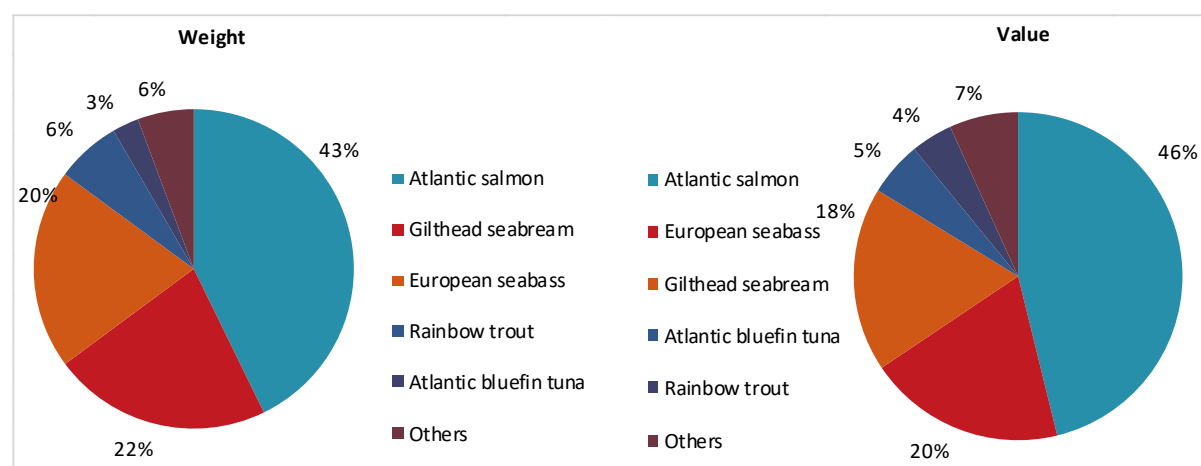 Weight
6%
3%
43%
6%
20%
22%
Atlantic salmon
Gilthead seabream
European seabass
Rainbow trout
Atlantic bluefin tuna
Others
Value
7%
4%
46%
5%
18%
20%
Atlantic salmon
European seabass
Gilthead seabream
Atlantic bluefin tuna
Rainbow trout
Others